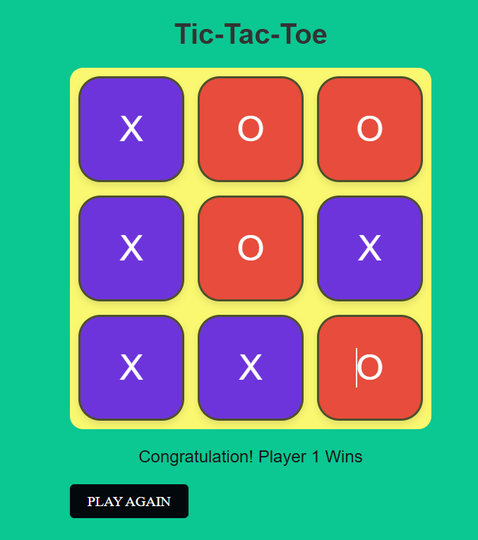 Tic-Tac-Toe
X O O
X O X
X X O
Congratulation! Player 1 Wins
PLAY AGAIN